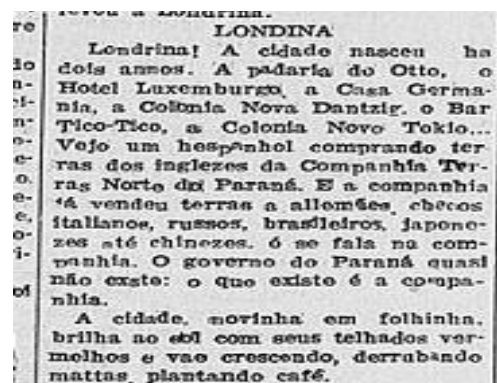 LONDINA
Londrina! A cidade nasceu ha
dois annos. A padaria do Otto, o
Hotel Luxemburgo, a Casa Germa-
nia, a Colonia Nova Dantzig, o Bar
Tico-Tico, a Colonia Novo Tokio...
Vejo um hespanhol comprando ter-
ras dos inglezes da Companhia Ter-
ras Norte do Paraná. E a companhia
já vendeu terras a allemães, checos
italianos, russos, brasileiros, japone-
zes até chinezes. ó se fala na com-
panhia. O governo do Paraná quasi
não existe: o que existe é a compa-
nhia.
A cidade, novinha em folhinha,
brilha ao sol com seus telhados ver-
melhos e vae crescendo, derrubando
mattas, plantando café.